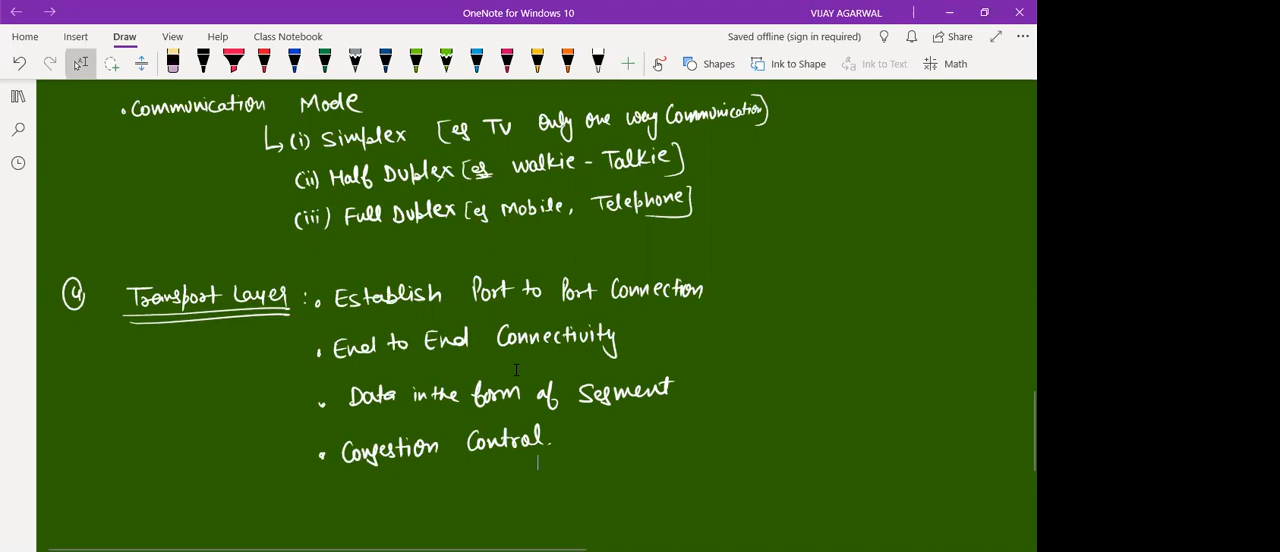 OneNote for Windows 10
VIJAY AGARWAL
Home Insert Draw View Help Class Notebook
Saved offline (sign in required) Share
Shapes Ink to Shape Ink to Text Math
• Communication Mode
(i) Simplex [eg TV only one way Communication]
(ii) Half Duplex [eg walkie - Talkie]
(iii) Full Duplex [eg Mobile, Telephone]
④ Transport Layer : • Establish Port to Port Connection
• End to End Connectivity
• Data in the form of Segment
• Congestion Control.